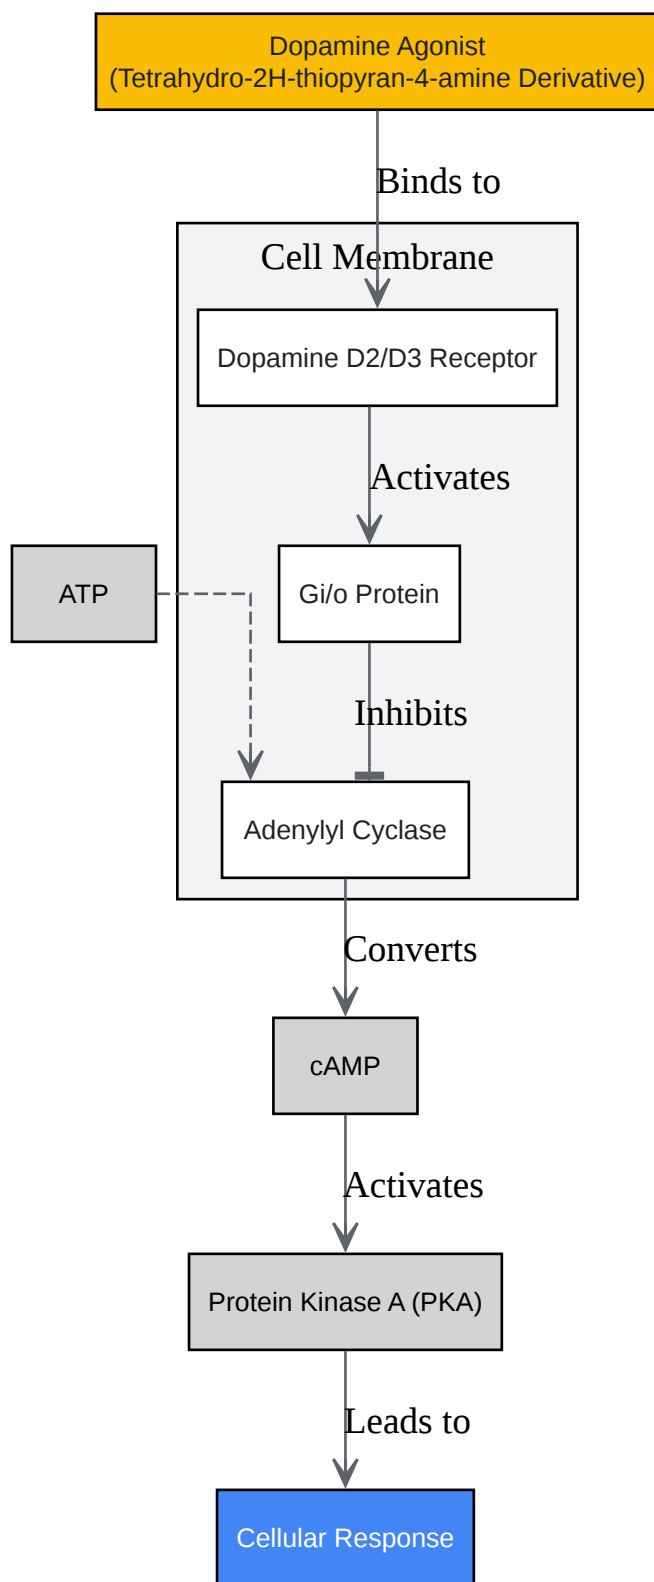 Dopamine Agonist
(Tetrahydro-2H-thiopyran-4-amine Derivative)
Binds to
Cell Membrane
Dopamine D2/D3 Receptor
Activates
ATP
Gi/o Protein
Inhibits
Adenylyl Cyclase
Converts
cAMP
Activates
Protein Kinase A (PKA)
Leads to
Cellular Response